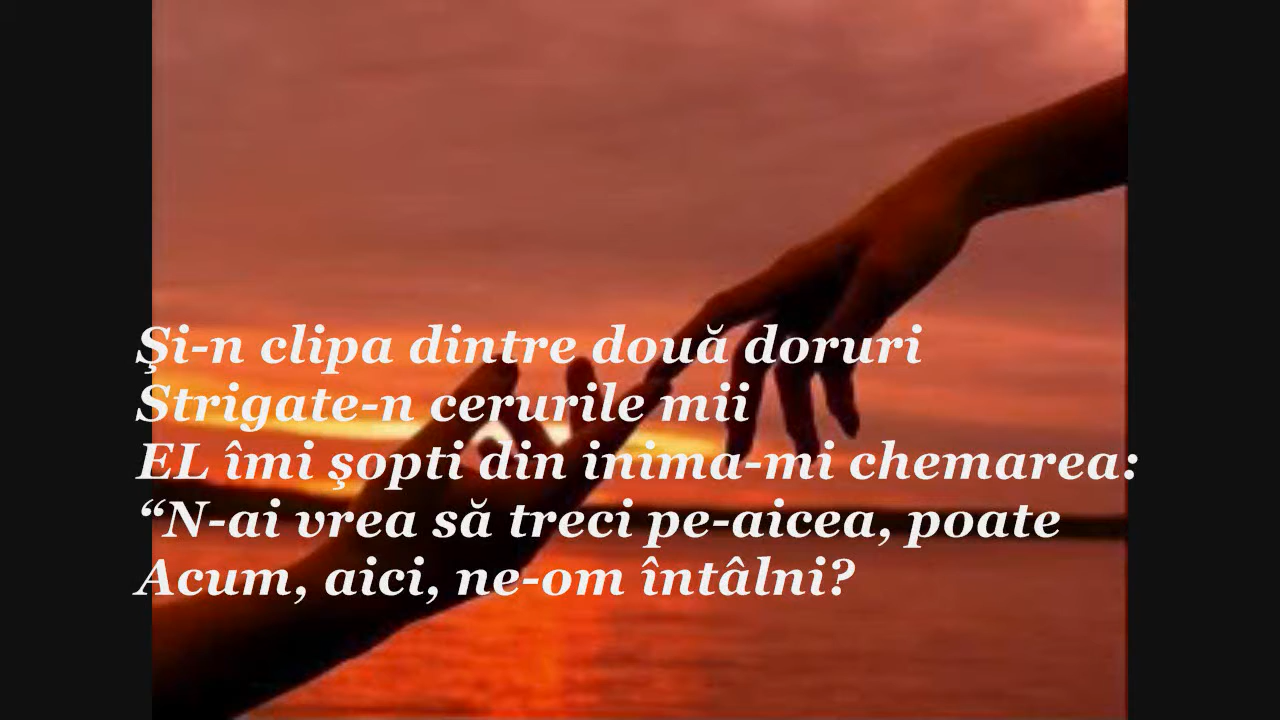 Şi-n clipa dintre două doruri
Strigate-n cerurile mii
EL îmi şopti din inima-mi chemarea:
“N-ai vrea să treci pe-aicea, poate
Acum, aici, ne-om întâlni?